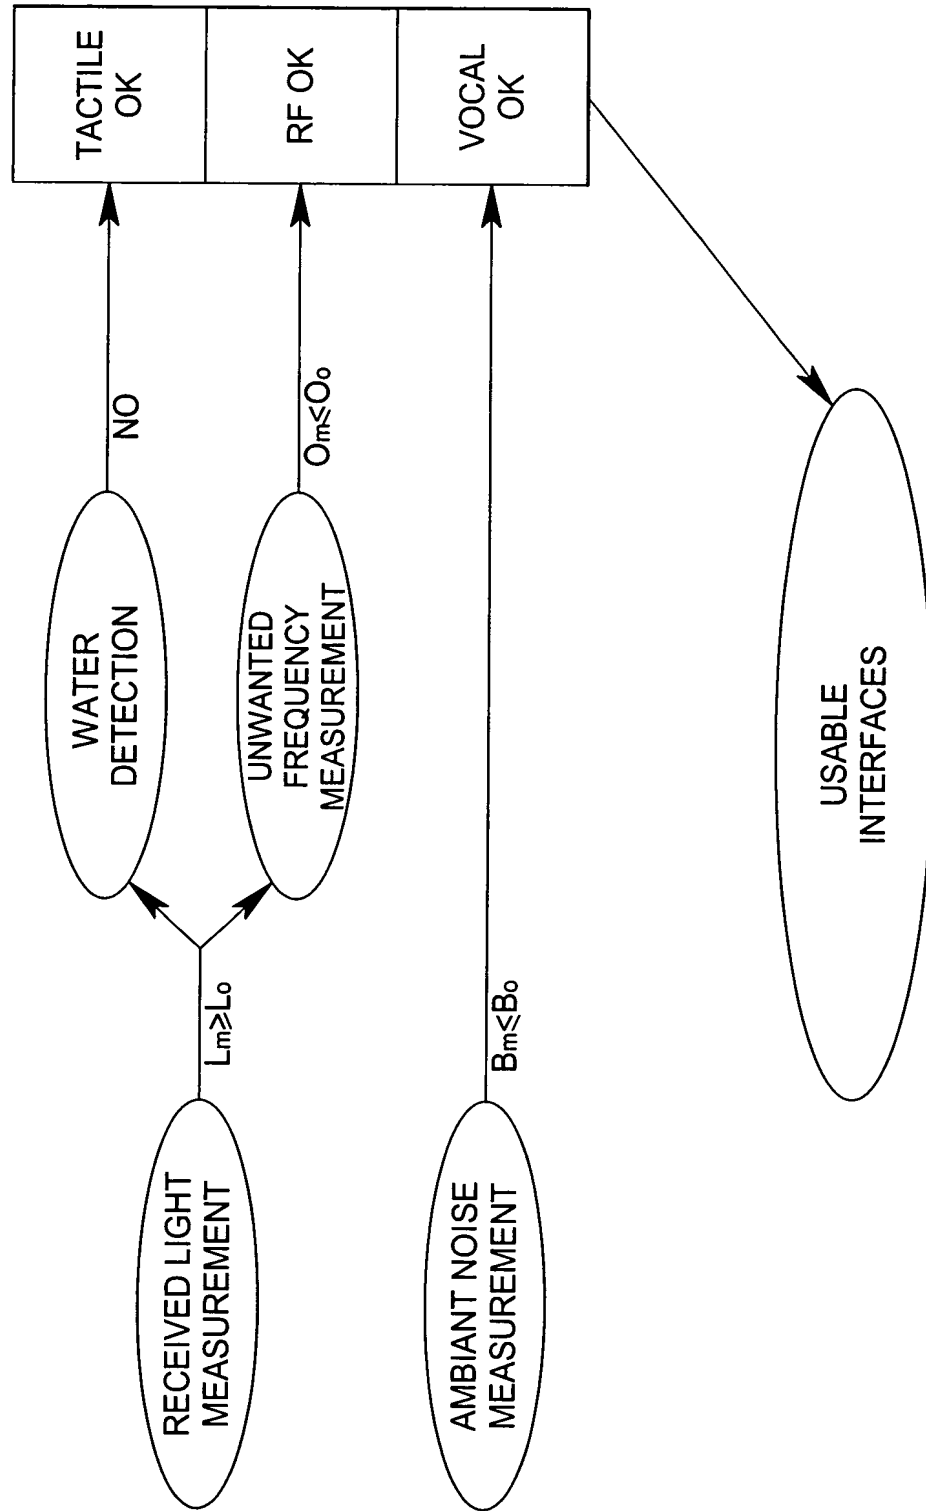 RECEIVED LIGHT
MEASUREMENT
Lm≥Lo
WATER
DETECTION
NO
TACTILE
OK
UNWANTED
FREQUENCY
MEASUREMENT
Om≤Oo
RF OK
AMBIANT NOISE
MEASUREMENT
Bm≤Bo
VOCAL
OK
USABLE
INTERFACES